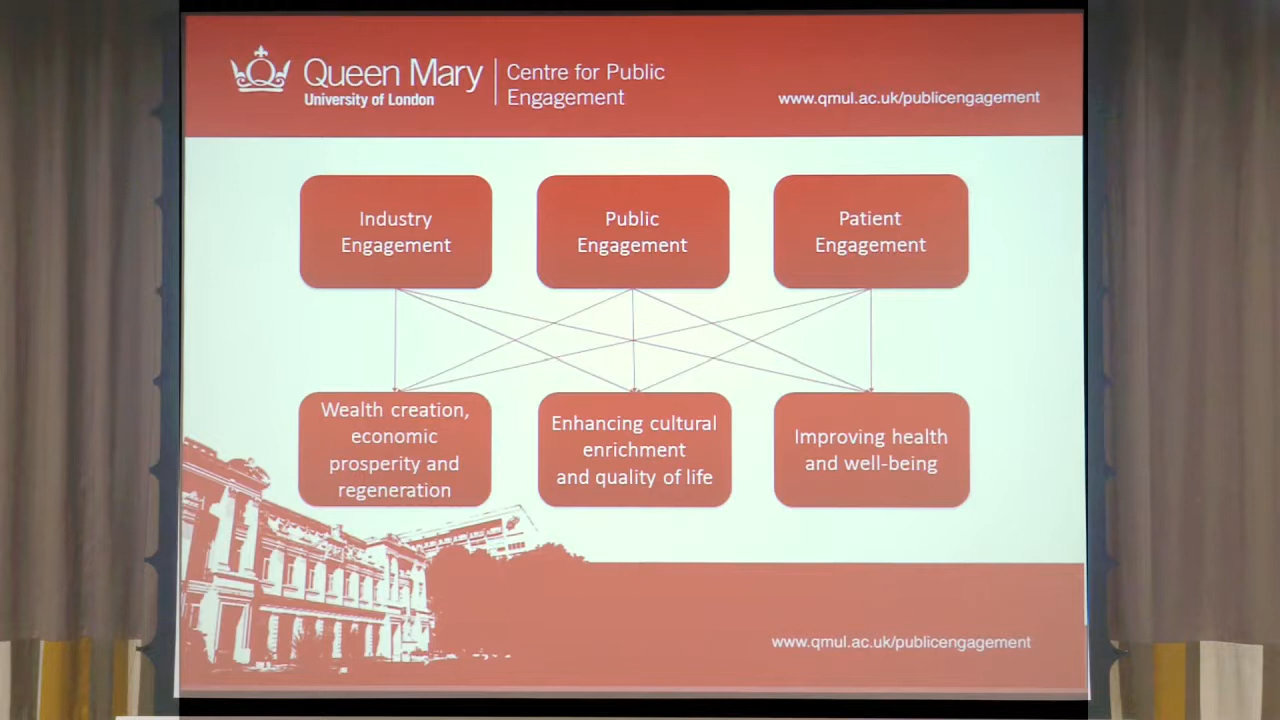 Queen Mary
University of London
Centre for Public
Engagement
www.qmul.ac.uk/publicengagement
Industry
Engagement
Public
Engagement
Patient
Engagement
Wealth creation,
economic
prosperity and
regeneration
Enhancing cultural
enrichment
and quality of life
Improving health
and well-being
www.qmul.ac.uk/publicengagement